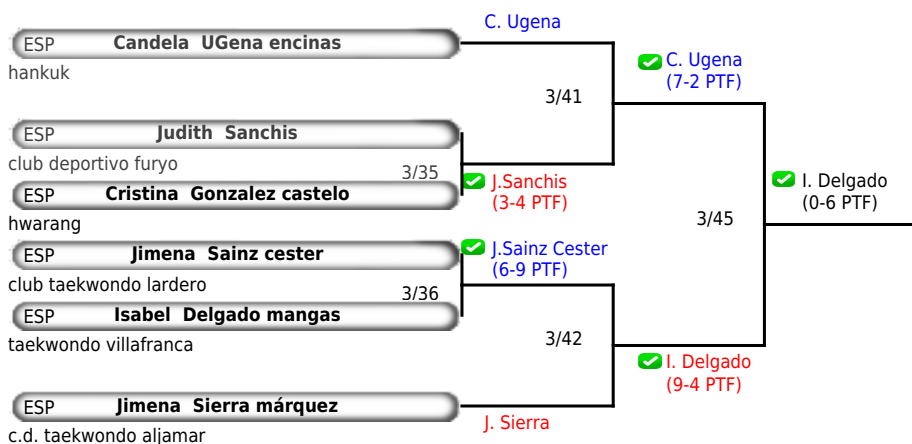 C. Ugena
ESP Candela UGena encinas
hankuk
C. Ugena
(7-2 PTF)
3/41
ESP Judith Sanchis
club deportivo furyo
3/35
J.Sanchis
(3-4 PTF)
ESP Cristina Gonzalez castelo
hwarang
I. Delgado
(0-6 PTF)
3/45
ESP Jimena Sainz cester
club taekwondo lardero
J.Sainz Cester
(6-9 PTF)
3/36
ESP Isabel Delgado mangas
taekwondo villafranca
3/42
I. Delgado
(9-4 PTF)
ESP Jimena Sierra márquez
c.d. taekwondo aljamar
J. Sierra